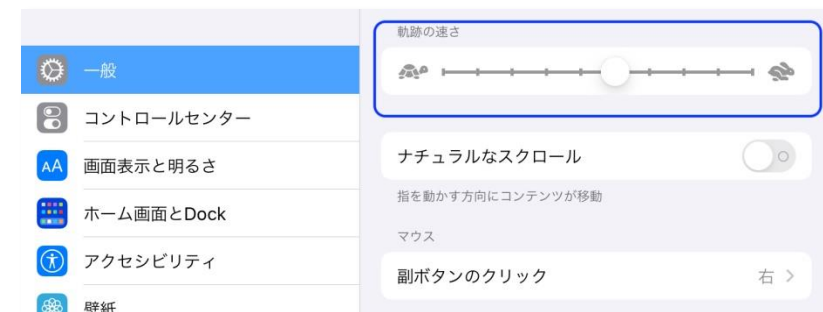 一般
コントロールセンター
AA 画面表示と明るさ
ホーム画面とDock
アクセシビリティ
壁紙
軌跡の速さ
ナチュラルなスクロール
指を動かす方向にコンテンツが移動
マウス
副ボタンのクリック 右